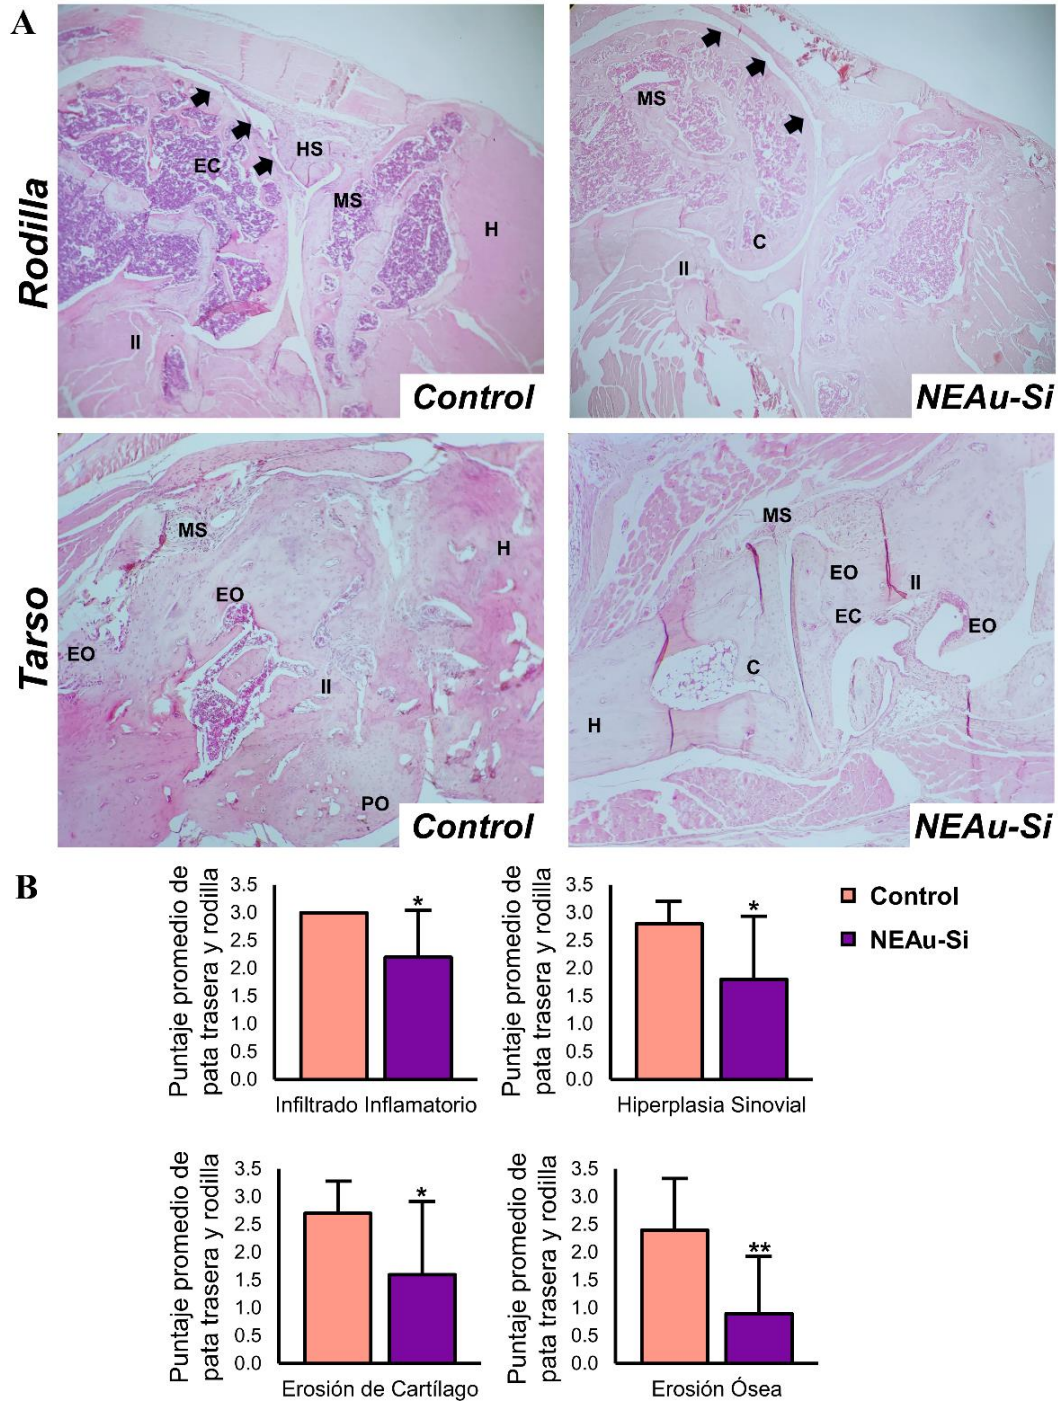 A
Rodilla
EC
HS
MS
H
II
Control
MS
C
II
NEAu-Si
Tarso
MS
H
EO
EO
II
PO
Control
MS
EO
II
EC
EO
C
H
NEAu-Si
B
Puntaje promedio de
pata trasera y rodilla
3.5
3.0
2.5
2.0
1.5
1.0
0.5
0.0
*
Infiltrado Inflamatorio
Puntaje promedio de
pata trasera y rodilla
3.5
3.0
2.5
2.0
1.5
1.0
0.5
0.0
*
Hiperplasia Sinovial
Control
NEAu-Si
Puntaje promedio de
pata trasera y rodilla
3.5
3.0
2.5
2.0
1.5
1.0
0.5
0.0
*
Erosión de Cartílago
Puntaje promedio de
pata trasera y rodilla
3.5
3.0
2.5
2.0
1.5
1.0
0.5
0.0
**
Erosión Ósea